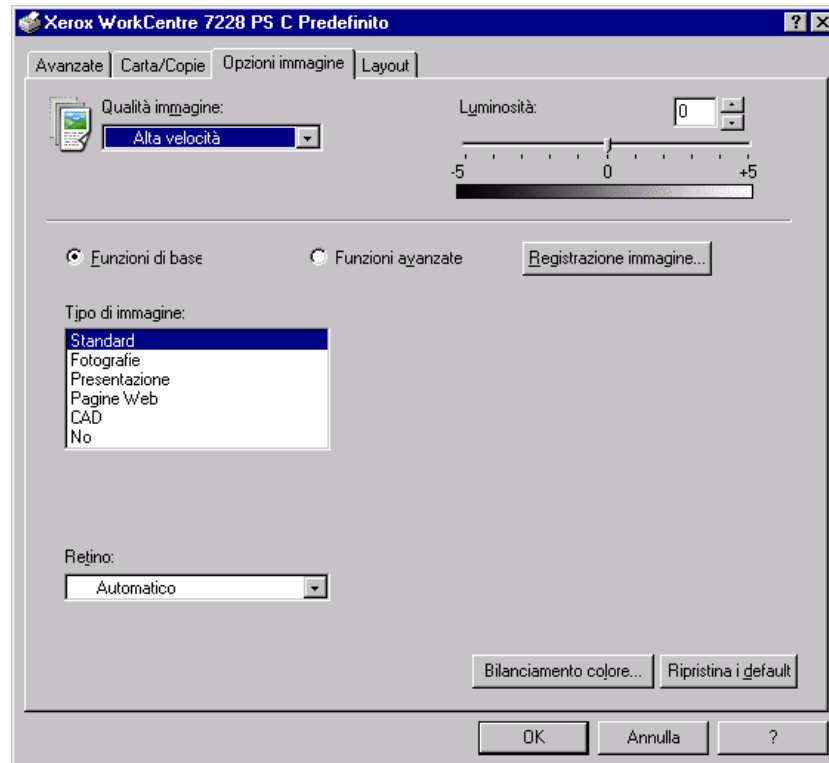 Xerox WorkCentre 7228 PS C Predefinito
Avanzate Carta/Copie Opzioni immagine Layout
Qualità immagine:
Alta velocità
Luminosità:
0
-5 0 +5
Funzioni di base Funzioni avanzate Registrazione immagine...
Tipo di immagine:
Standard
Fotografie
Presentazione
Pagine Web
CAD
No
Retino:
Automatico
Bilanciamento colore... Ripristina i default
OK Annulla ?